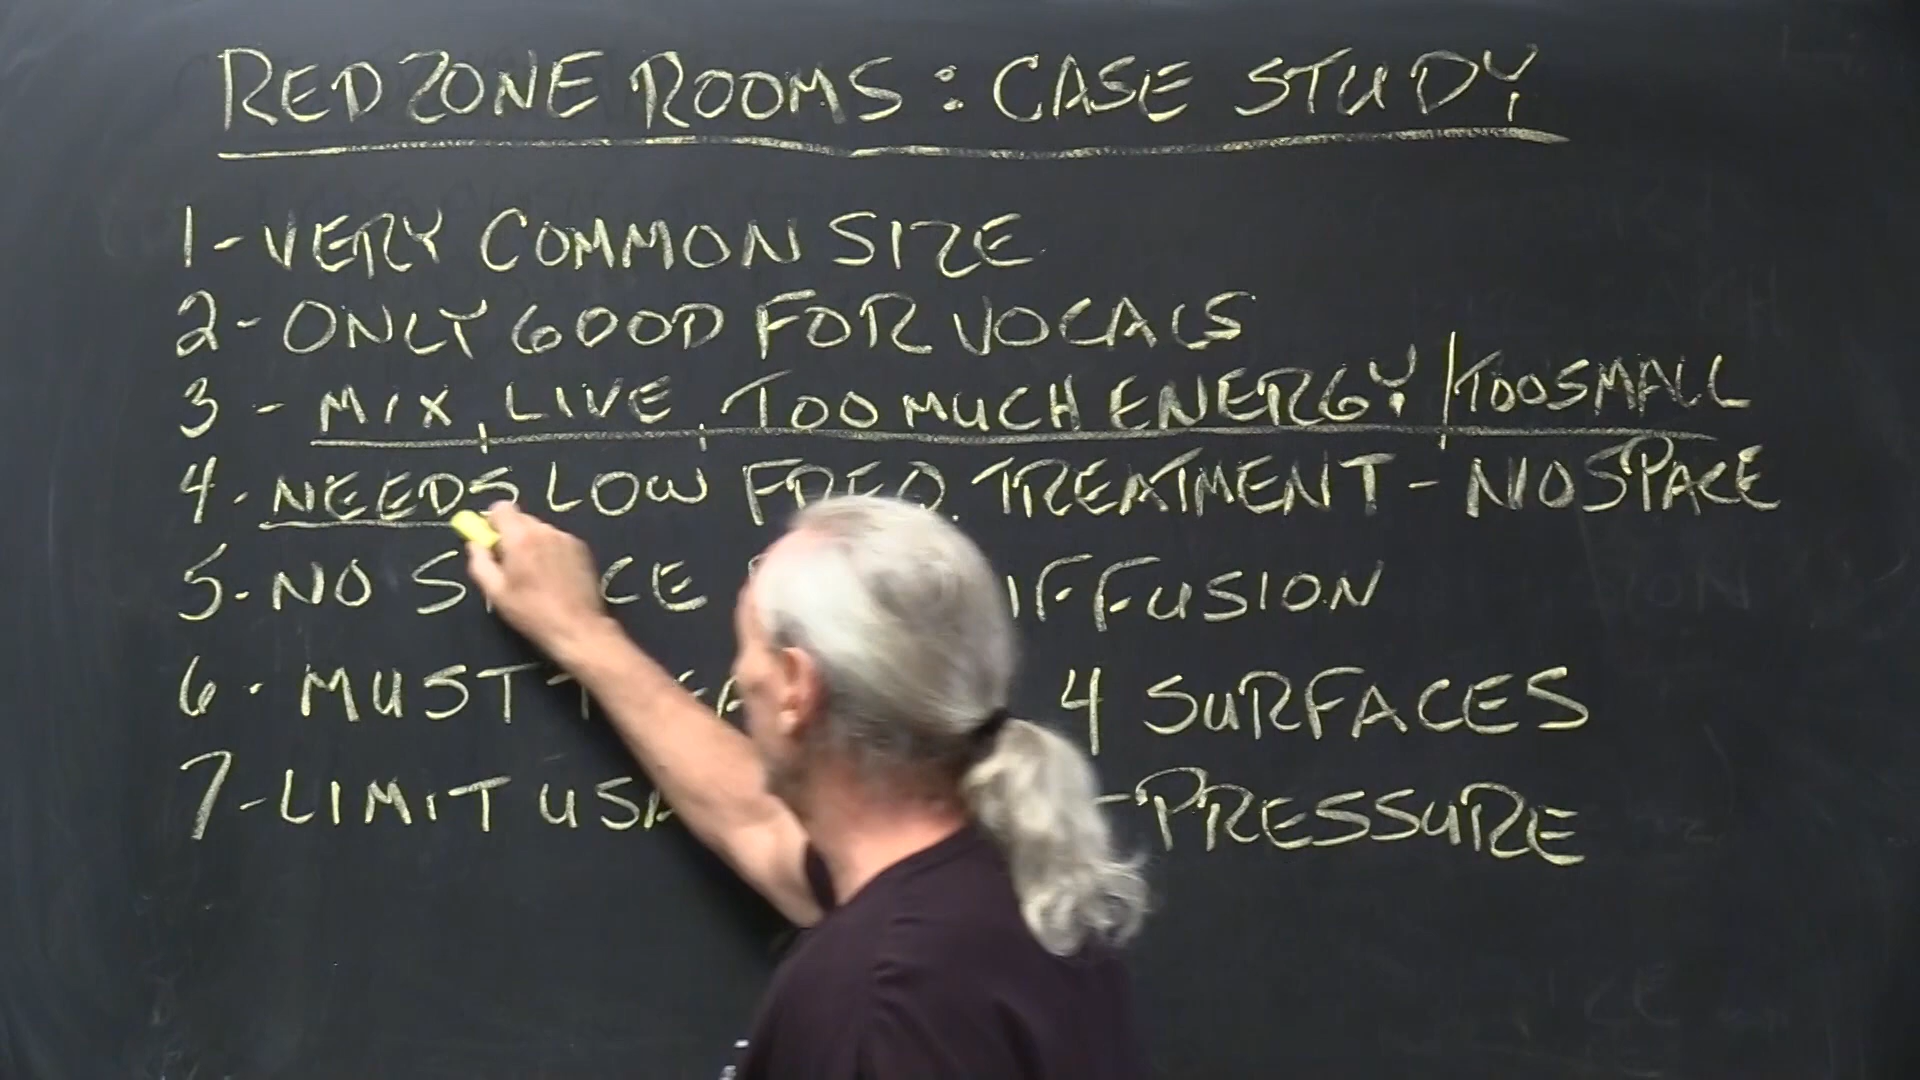 RED ZONE ROOMS : CASE STUDY
1-VERY COMMON SIZE
2-ONLY GOOD FOR VOCALS
3 - MIX, LIVE, TOO MUCH ENERGY / TOO SMALL
4. NEEDS LOW FREQ. TREATMENT - NO SPACE
5. NO DIFFUSION
6. MUST 4 SURFACES
7-LIMIT - PRESSURE